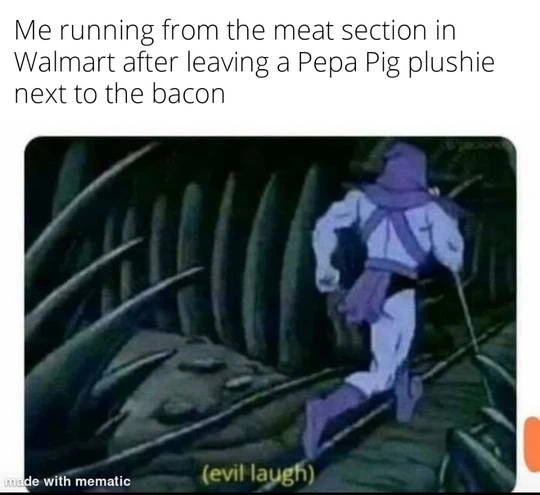 Me running from the meat section in
Walmart after leaving a Pepa Pig plushie
next to the bacon
(evil laugh)
made with mematic